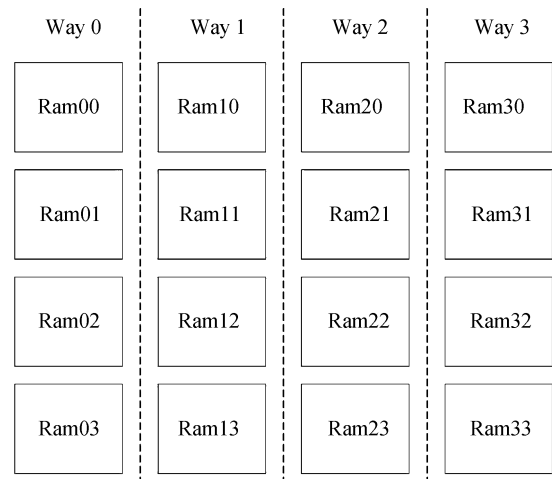 Way 0 Way 1 Way 2 Way 3
Ram00 Ram10 Ram20 Ram30
Ram01 Ram11 Ram21 Ram31
Ram02 Ram12 Ram22 Ram32
Ram03 Ram13 Ram23 Ram33